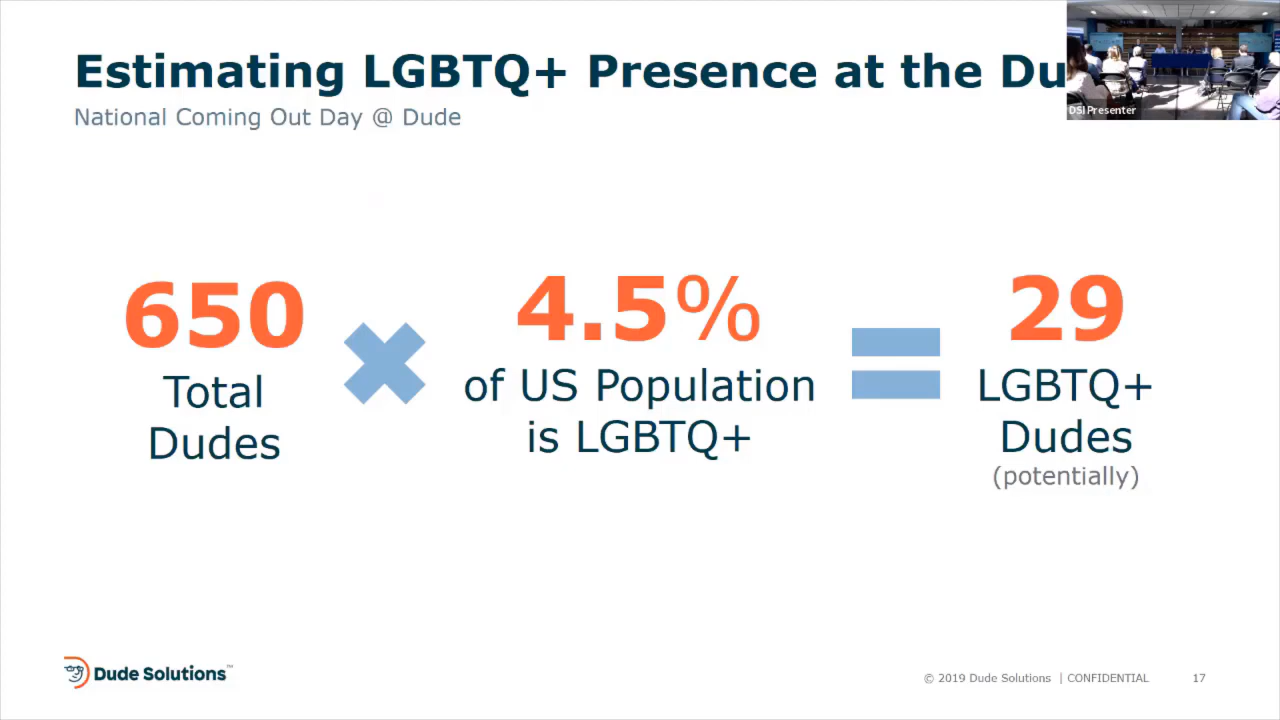 Estimating LGBTQ+ Presence at the Du
National Coming Out Day @ Dude
DSI Presenter
650
Total
Dudes
4.5%
of US Population
is LGBTQ+
29
LGBTQ+
Dudes
(potentially)
Dude Solutions™
© 2019 Dude Solutions | CONFIDENTIAL
17